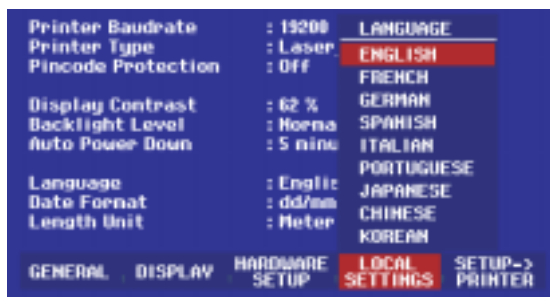 Printer Baudrate : 19200
Printer Type : Laser
Pincode Protection : Off
Display Contrast : 62 %
Backlight Level : Norma
Auto Power Down : 5 minu
Language : Englis
Date Format : dd/mm
Length Unit : Meter
LANGUAGE
ENGLISH
FRENCH
GERMAN
SPANISH
ITALIAN
PORTUGUESE
JAPANESE
CHINESE
KOREAN
GENERAL DISPLAY HARDWARE SETUP LOCAL SETTINGS SETUP-> PRINTER